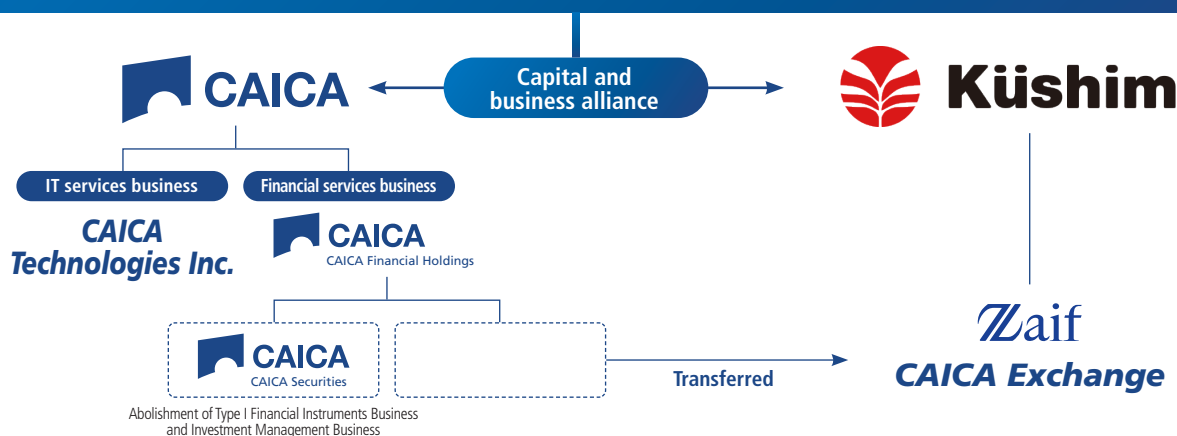 CAICA
Capital and
business alliance
Küshim
IT services business
Financial services business
CAICA
Technologies Inc.
CAICA
CAICA Financial Holdings
CAICA
CAICA Securities
Abolishment of Type I Financial Instruments Business
and Investment Management Business
Transferred
Zaif
CAICA Exchange